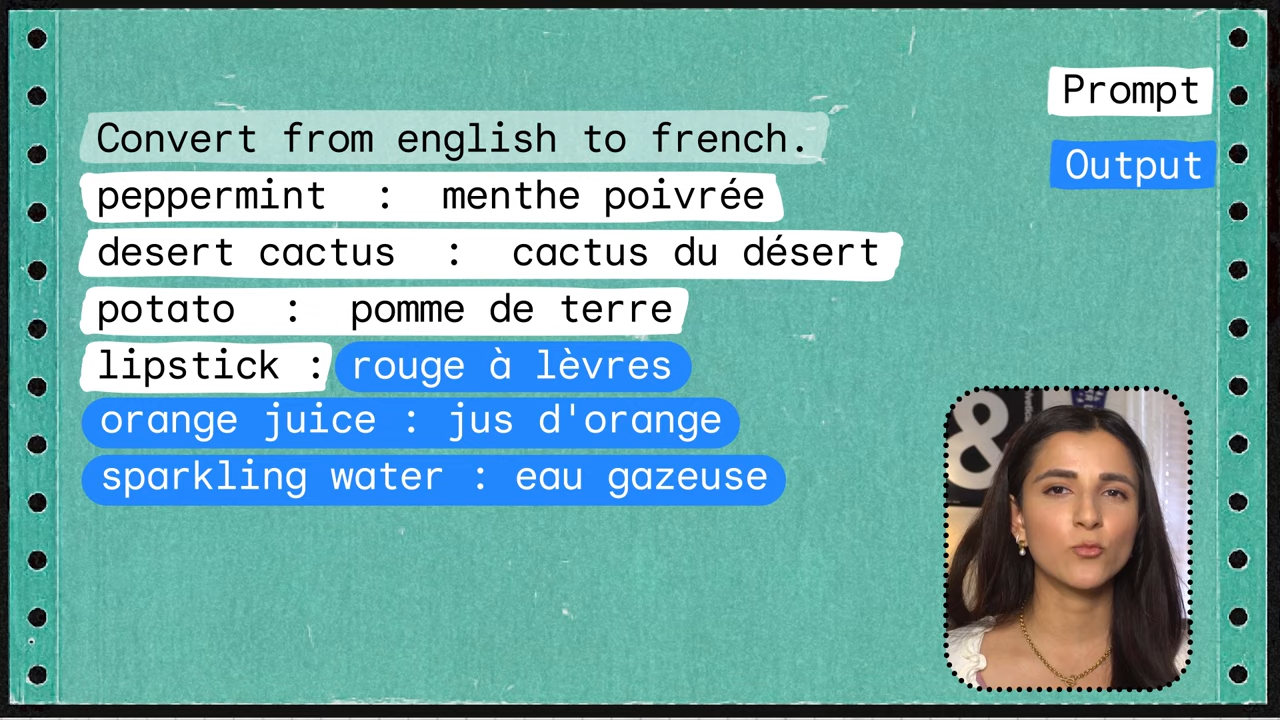 Prompt
Output
Convert from english to french.
peppermint : menthe poivrée
desert cactus : cactus du désert
potato : pomme de terre
lipstick : rouge à lèvres
orange juice : jus d'orange
sparkling water : eau gazeuse
&